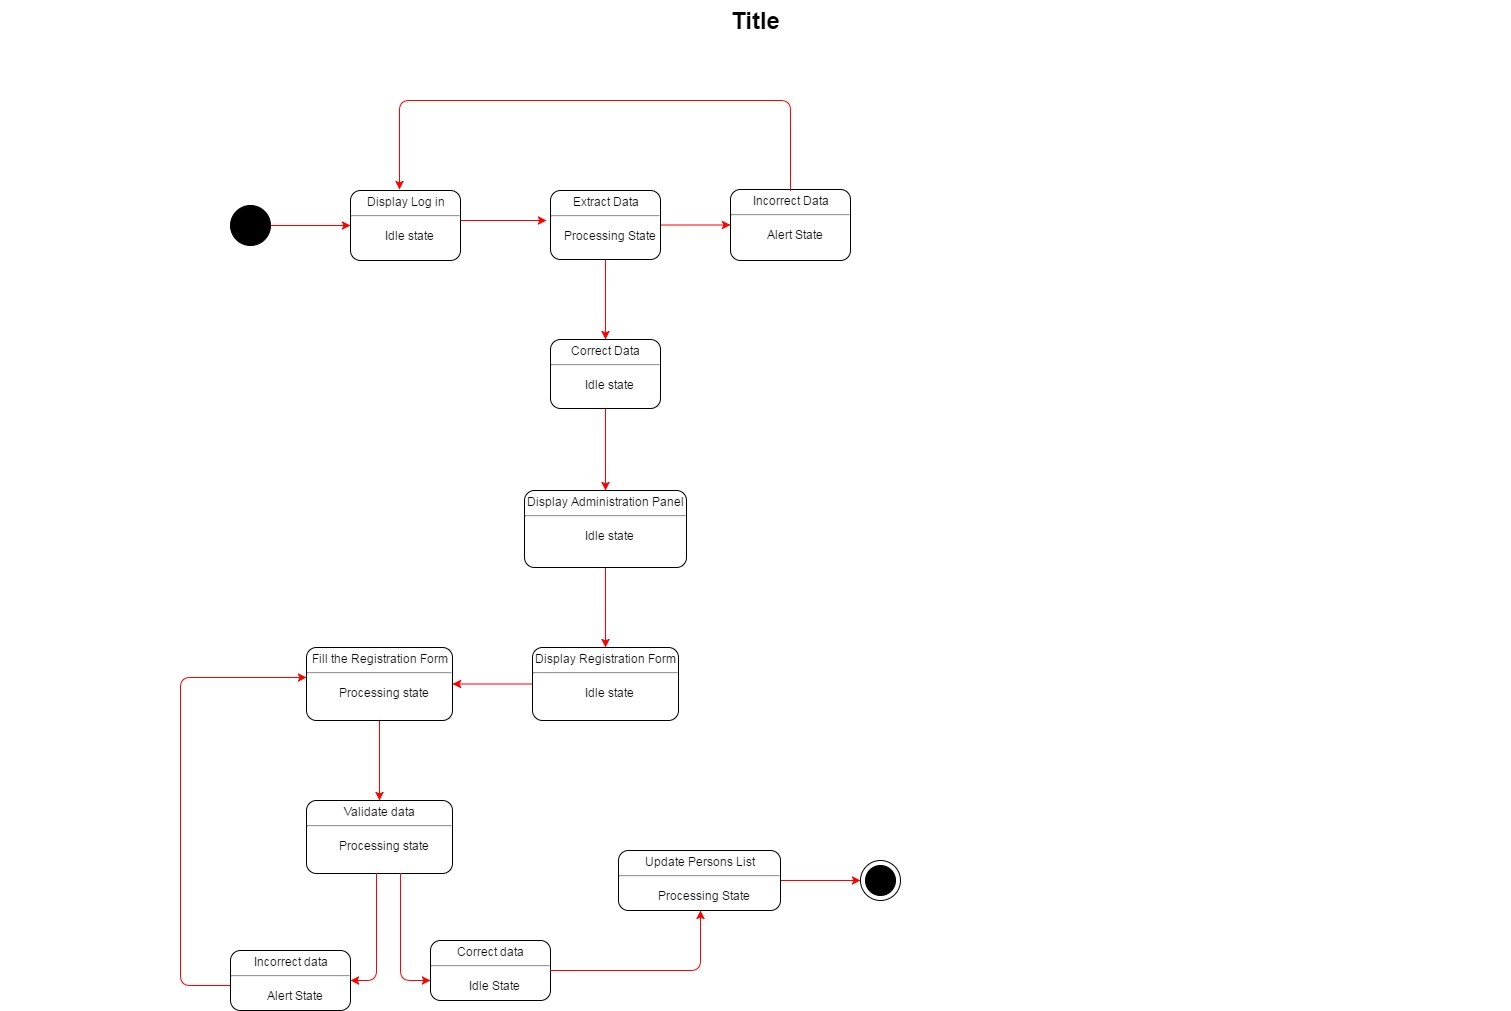 Title
Display Log in
Idle state
Extract Data
Processing State
Incorrect Data
Alert State
Correct Data
Idle state
Display Administration Panel
Idle state
Fill the Registration Form
Processing state
Display Registration Form
Idle state
Validate data
Processing state
Update Persons List
Processing State
Incorrect data
Alert State
Correct data
Idle State